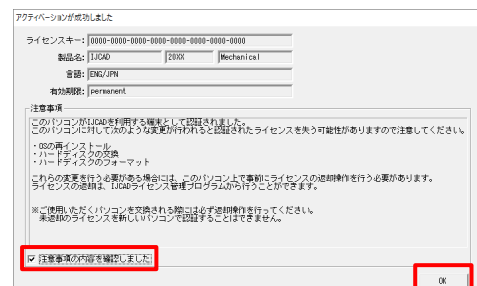 アクティベーションが成功しました
ライセンスキー: 0000-0000-0000-0000-0000-0000-0000
製品名: IJCAD 20XX Mechanical
言語: ENG/JPN
有効期限: permanent
注意事項
このパソコンがIJCADを利用する端末として認証されました。
このパソコンに対して次のような変更が行われると認証されたライセンスを失う可能性がありますので注意してください。
・OSの再インストール
・ハードディスクの交換
・ハードディスクのフォーマット
これらの変更を行う必要がある場合には、このパソコン上で事前にライセンスの返却操作を行う必要があります。
ライセンスの返却は、IJCADライセンス管理プログラムから行うことができます。
※ご使用いただくパソコンを交換される際には必ず返却操作を行ってください。
未返却のライセンスを新しいパソコンで認証することはできません。
注意事項の内容を確認しました
OK